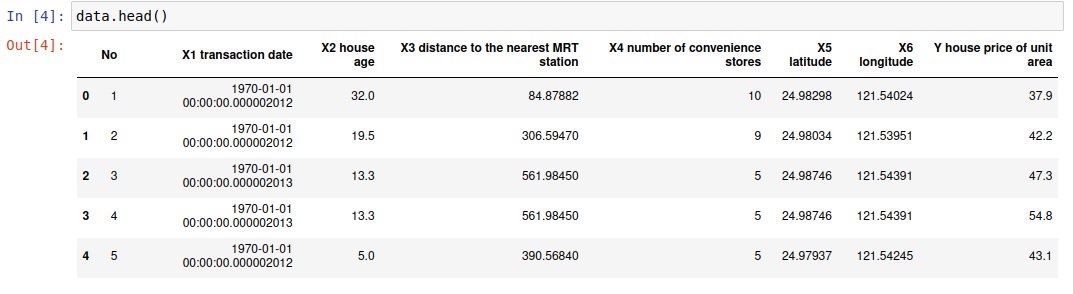 In [4]: data.head()
Out[4]:
No X1 transaction date X2 house age X3 distance to the nearest MRT station X4 number of convenience stores X5 latitude X6 longitude Y house price of unit area
0 1 1970-01-01 00:00:00.000002012 32.0 84.87882 10 24.98298 121.54024 37.9
1 2 1970-01-01 00:00:00.000002012 19.5 306.59470 9 24.98034 121.53951 42.2
2 3 1970-01-01 00:00:00.000002013 13.3 561.98450 5 24.98746 121.54391 47.3
3 4 1970-01-01 00:00:00.000002013 13.3 561.98450 5 24.98746 121.54391 54.8
4 5 1970-01-01 00:00:00.000002012 5.0 390.56840 5 24.97937 121.54245 43.1